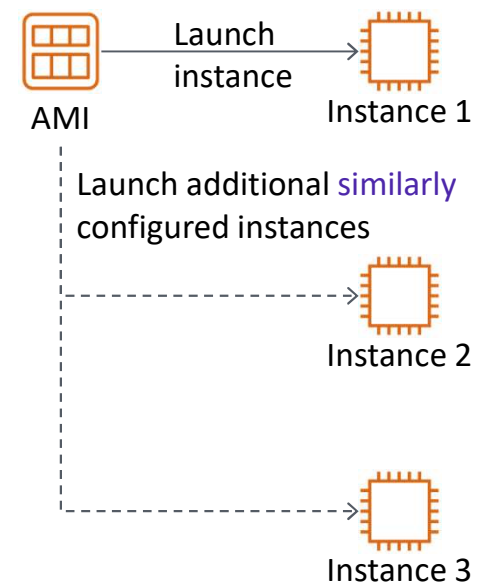 Launch
instance
AMI
Instance 1
Launch additional similarly
configured instances
Instance 2
Instance 3